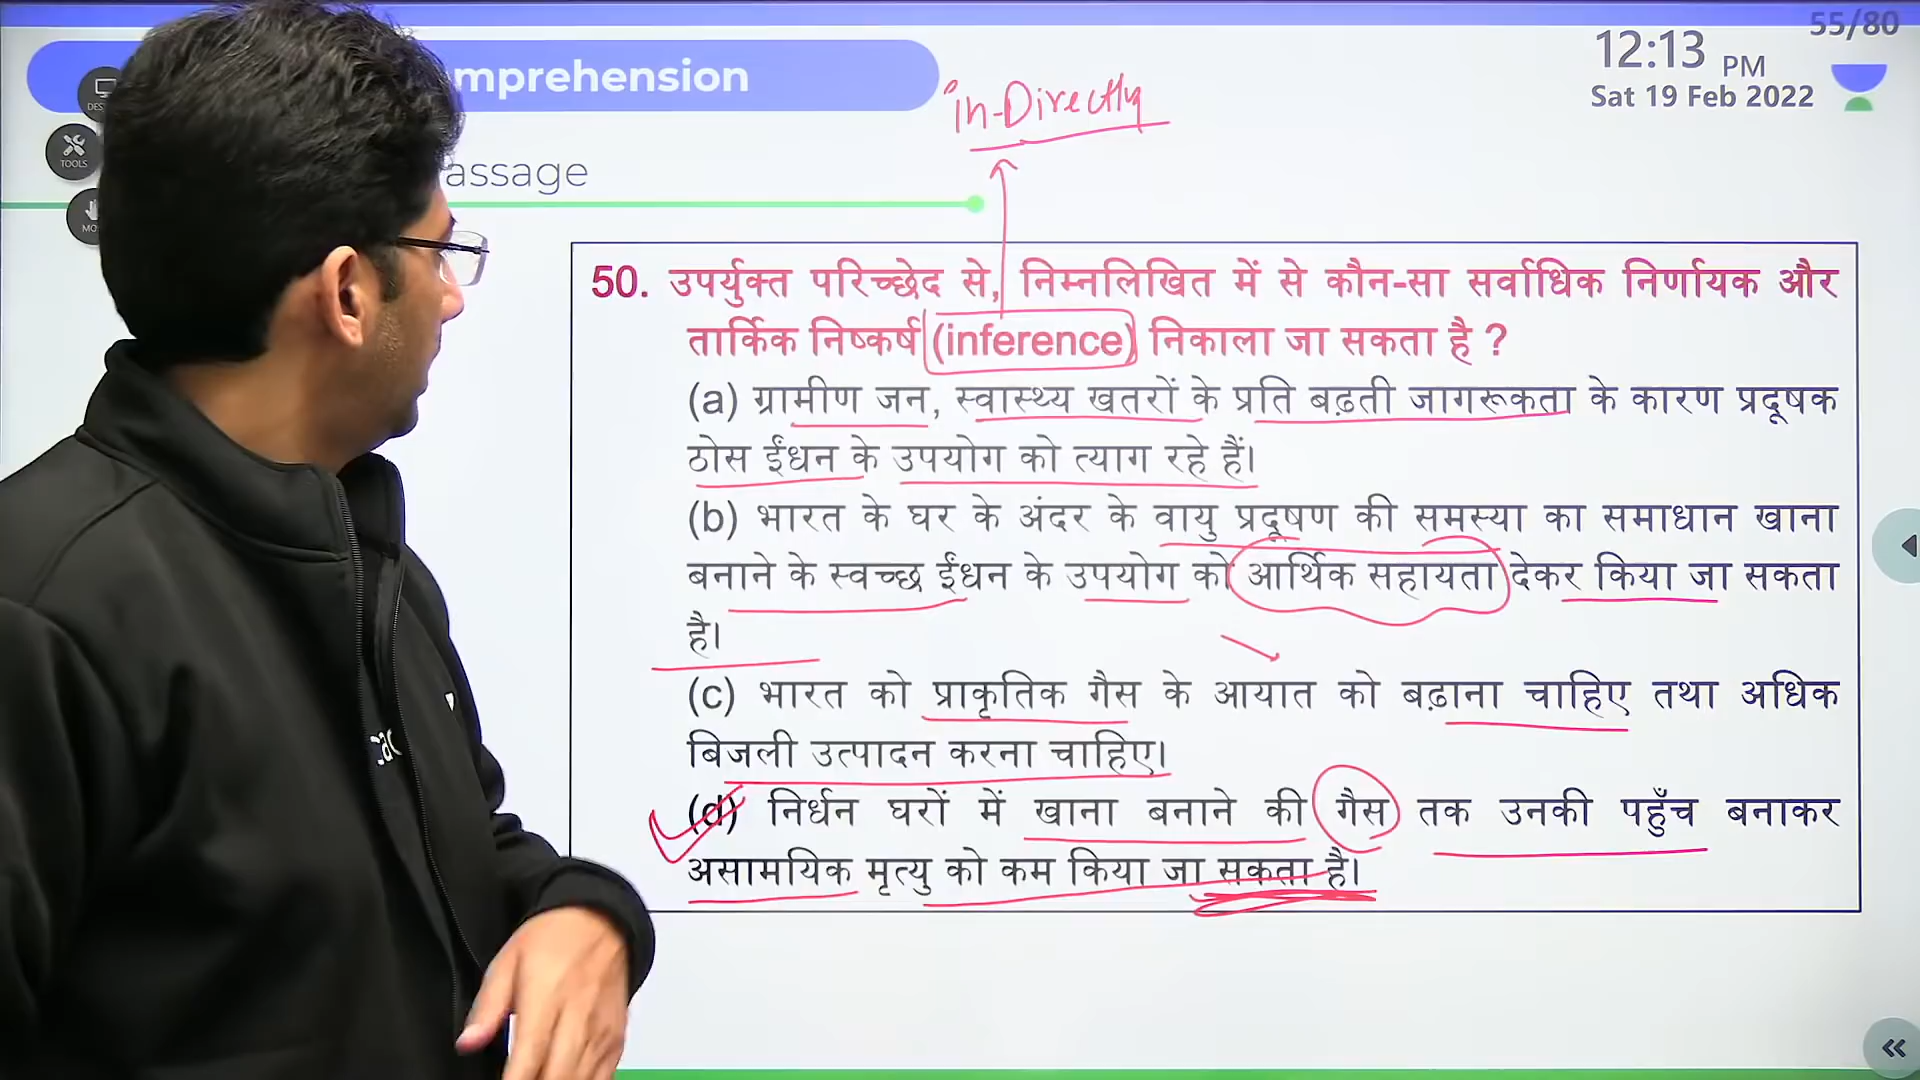 55/80
12:13 PM
Sat 19 Feb 2022
mprehension
in-Directly
TOOLS
assage
50. उपर्युक्त परिच्छेद से, निम्नलिखित में से कौन-सा सर्वाधिक निर्णायक और
तार्किक निष्कर्ष (inference) निकाला जा सकता है ?
(a) ग्रामीण जन, स्वास्थ्य खतरों के प्रति बढ़ती जागरूकता के कारण प्रदूषक
ठोस ईंधन के उपयोग को त्याग रहे हैं।
(b) भारत के घर के अंदर के वायु प्रदूषण की समस्या का समाधान खाना
बनाने के स्वच्छ ईंधन के उपयोग को आर्थिक सहायता देकर किया जा सकता
है।
(c) भारत को प्राकृतिक गैस के आयात को बढ़ाना चाहिए तथा अधिक
बिजली उत्पादन करना चाहिए।
(d) निर्धन घरों में खाना बनाने की गैस तक उनकी पहुँच बनाकर
असामयिक मृत्यु को कम किया जा सकता है।